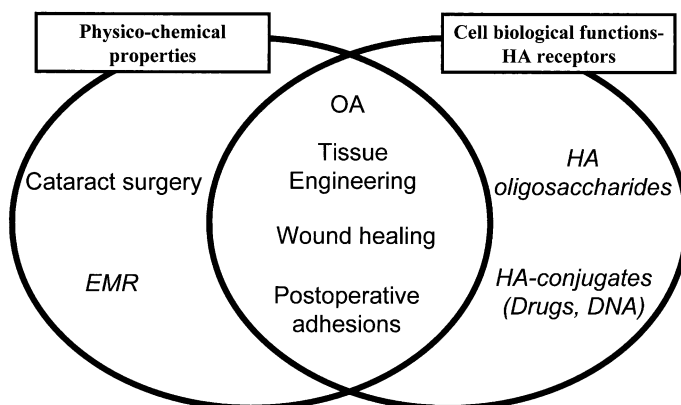 Physico-chemical
properties
Cell biological functions-
HA receptors
OA
Tissue
Engineering
Cataract surgery
HA
oligosaccharides
Wound healing
EMR
HA-conjugates
(Drugs, DNA)
Postoperative
adhesions